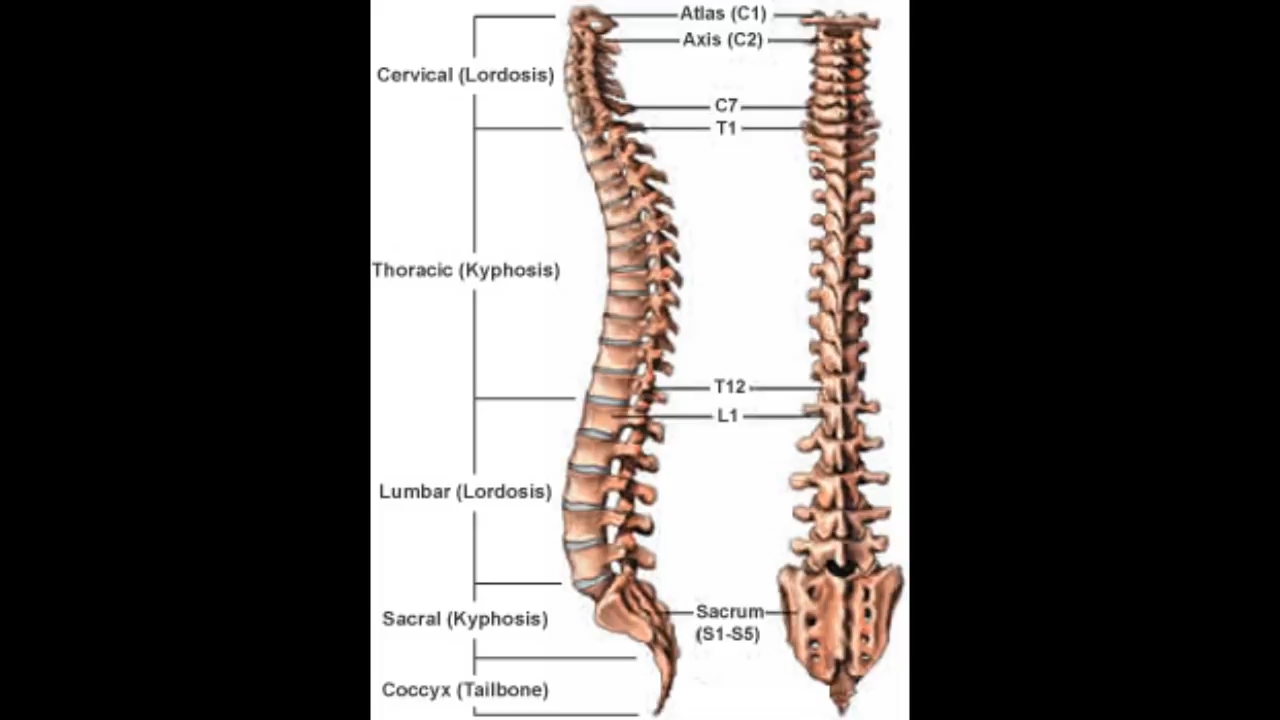 Atlas (C1)
Axis (C2)
Cervical (Lordosis)
C7
T1
Thoracic (Kyphosis)
T12
L1
Lumbar (Lordosis)
Sacral (Kyphosis)
Sacrum
(S1-S5)
Coccyx (Tailbone)